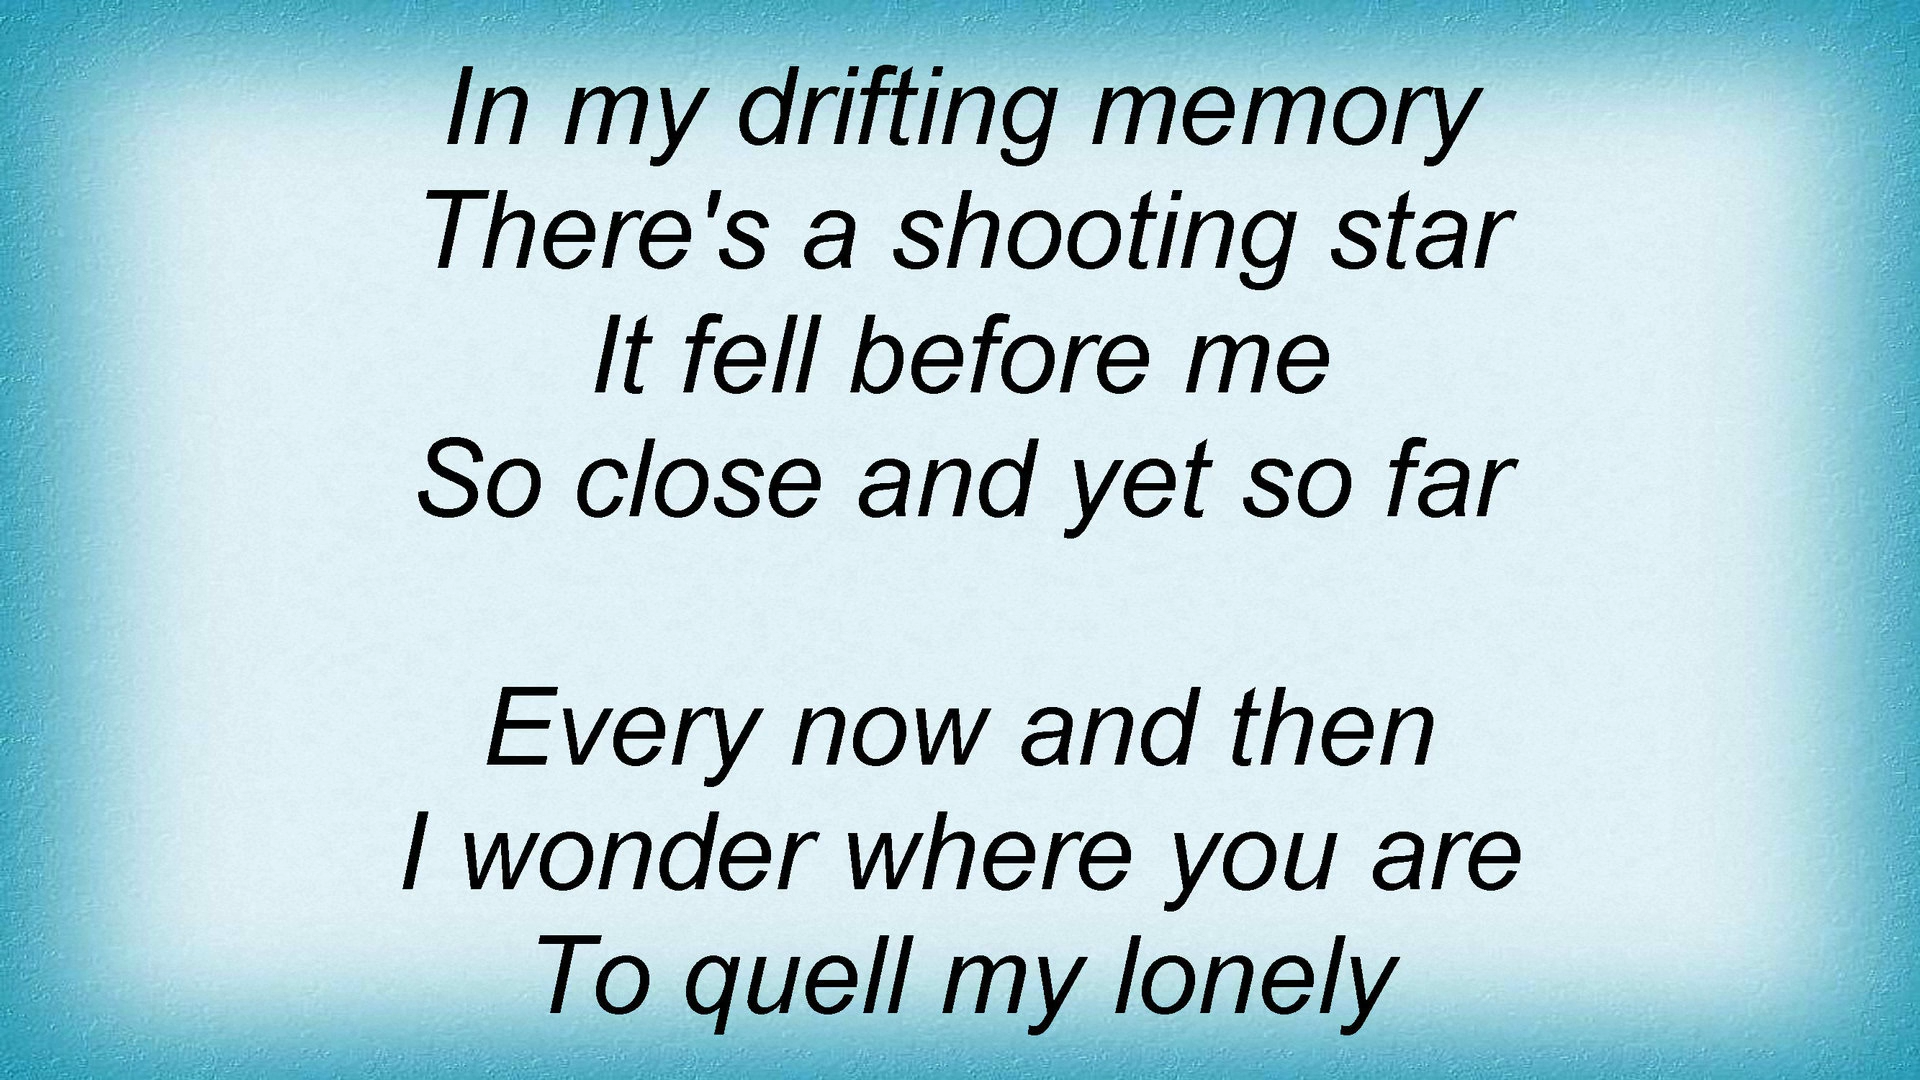 In my drifting memory
There's a shooting star
It fell before me
So close and yet so far
Every now and then
I wonder where you are
To quell my lonely